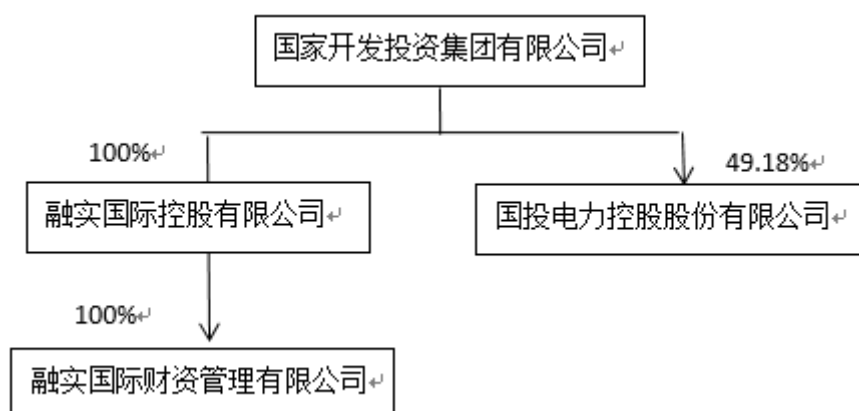 国家开发投资集团有限公司
100%
49.18%
融实国际控股有限公司
国投电力控股股份有限公司
100%
融实国际财资管理有限公司